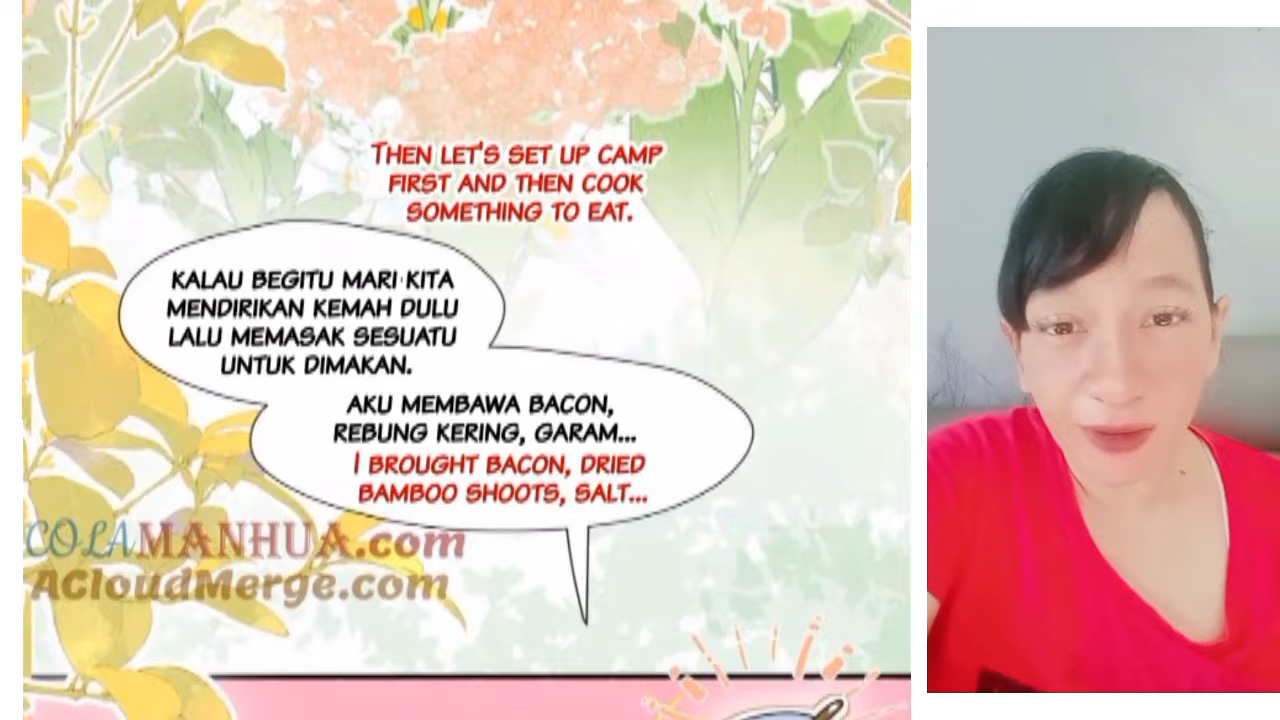 THEN LET'S SET UP CAMP
FIRST AND THEN COOK
SOMETHING TO EAT.
KALAU BEGITU MARI KITA
MENDIRIKAN KEMAH DULU
LALU MEMASAK SESUATU
UNTUK DIMAKAN.
AKU MEMBAWA BACON,
REBUNG KERING, GARAM...
I BROUGHT BACON, DRIED
BAMBOO SHOOTS, SALT...
COLAMANHUA.com
ACloudMerge.com